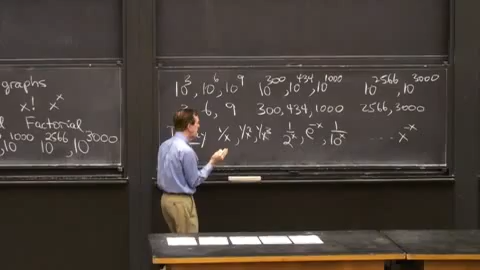 graphs
x! x^x
l Factorial
1000 10^2566, 10^3000
10^3, 10^6, 10^9 10^300, 10^434, 10^1000 10^2566, 10^3000
6, 9 300, 434, 1000 2566, 3000
y 1/x, 1/x^2, 1/x^3 1/2^x, e^-x, 1/10^x ... x^-x